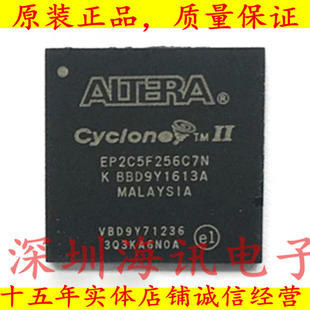 原装正品，质量保证
ALTERA®
Cyclone™ II
EP2C5F256C7N
K BBD9Y1613A
MALAYSIA
VBD9Y71236
3Q3KA6N0A
e1
深圳海讯电子
十五年实体店铺诚信经营